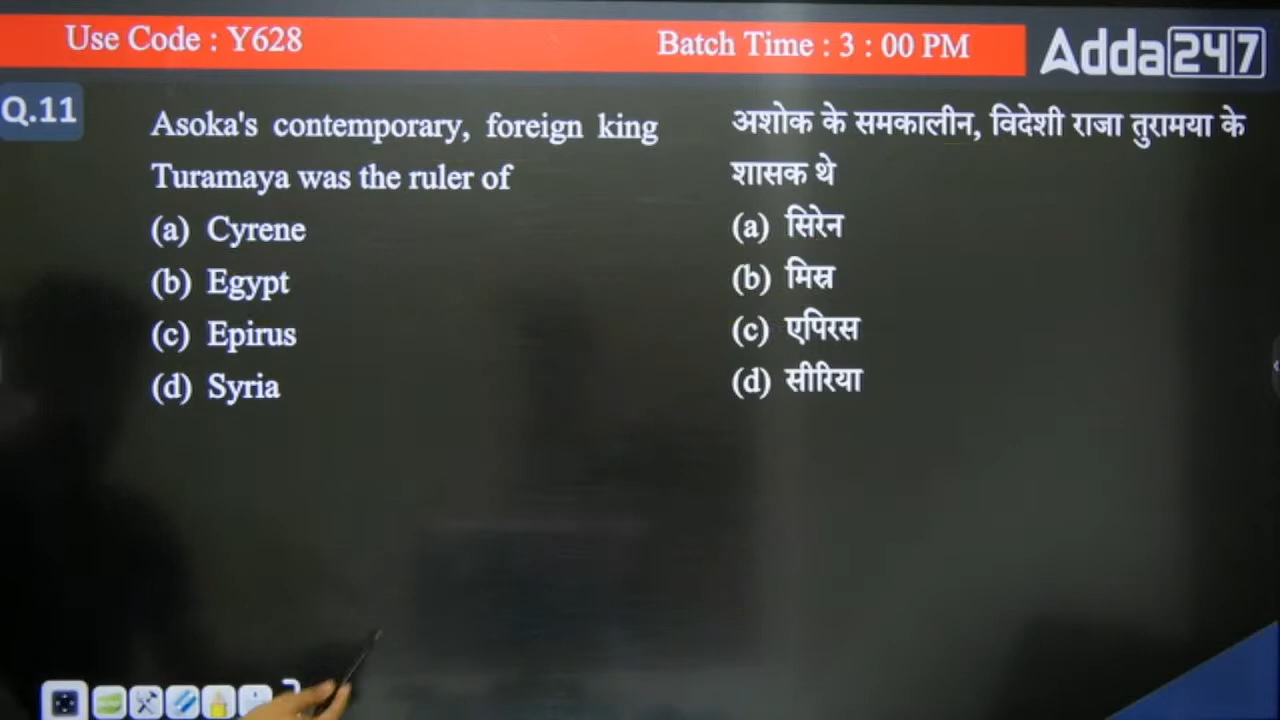 Use Code : Y628
Batch Time : 3 : 00 PM
Adda247
Q.11
Asoka's contemporary, foreign king
Turamaya was the ruler of
(a) Cyrene
(b) Egypt
(c) Epirus
(d) Syria
अशोक के समकालीन, विदेशी राजा तुरामया के
शासक थे
(a) सिरेन
(b) मिस्र
(c) एपिरस
(d) सीरिया